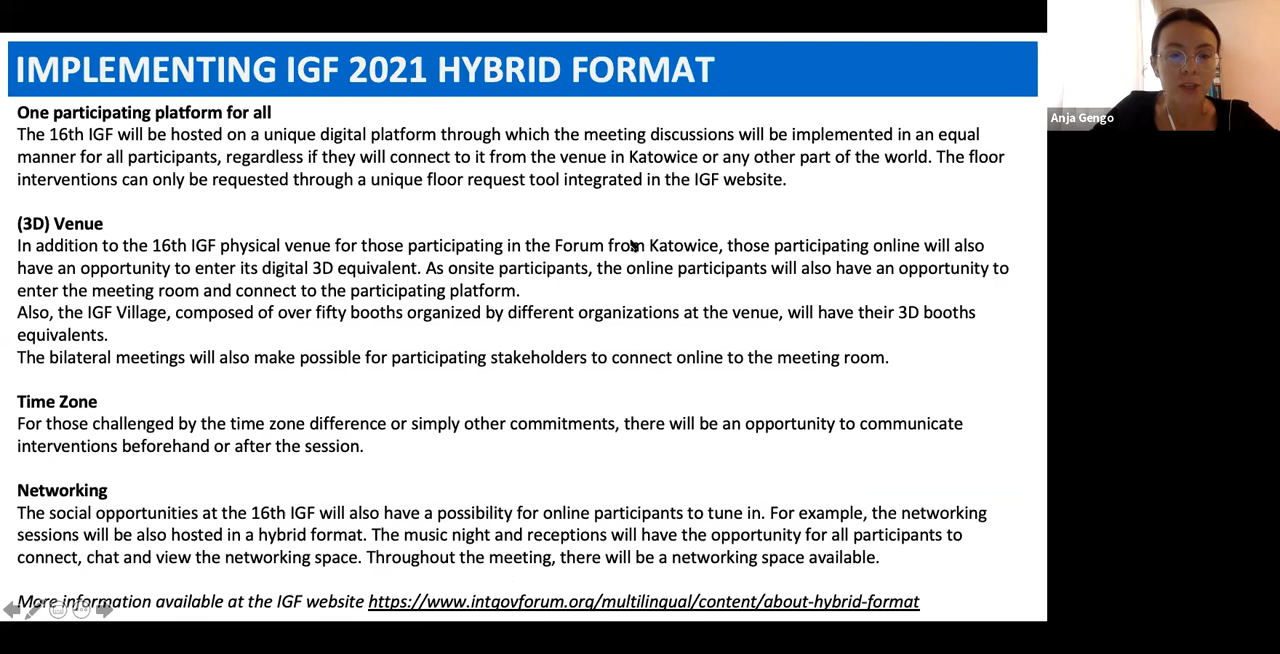 IMPLEMENTING IGF 2021 HYBRID FORMAT
One participating platform for all
The 16th IGF will be hosted on a unique digital platform through which the meeting discussions will be implemented in an equal
manner for all participants, regardless if they will connect to it from the venue in Katowice or any other part of the world. The floor
interventions can only be requested through a unique floor request tool integrated in the IGF website.
(3D) Venue
In addition to the 16th IGF physical venue for those participating in the Forum from Katowice, those participating online will also
have an opportunity to enter its digital 3D equivalent. As onsite participants, the online participants will also have an opportunity to
enter the meeting room and connect to the participating platform.
Also, the IGF Village, composed of over fifty booths organized by different organizations at the venue, will have their 3D booths
equivalents.
The bilateral meetings will also make possible for participating stakeholders to connect online to the meeting room.
Time Zone
For those challenged by the time zone difference or simply other commitments, there will be an opportunity to communicate
interventions beforehand or after the session.
Networking
The social opportunities at the 16th IGF will also have a possibility for online participants to tune in. For example, the networking
sessions will be also hosted in a hybrid format. The music night and receptions will have the opportunity for all participants to
connect, chat and view the networking space. Throughout the meeting, there will be a networking space available.
More information available at the IGF website https://www.intgovforum.org/multilingual/content/about-hybrid-format
Anja Gengo